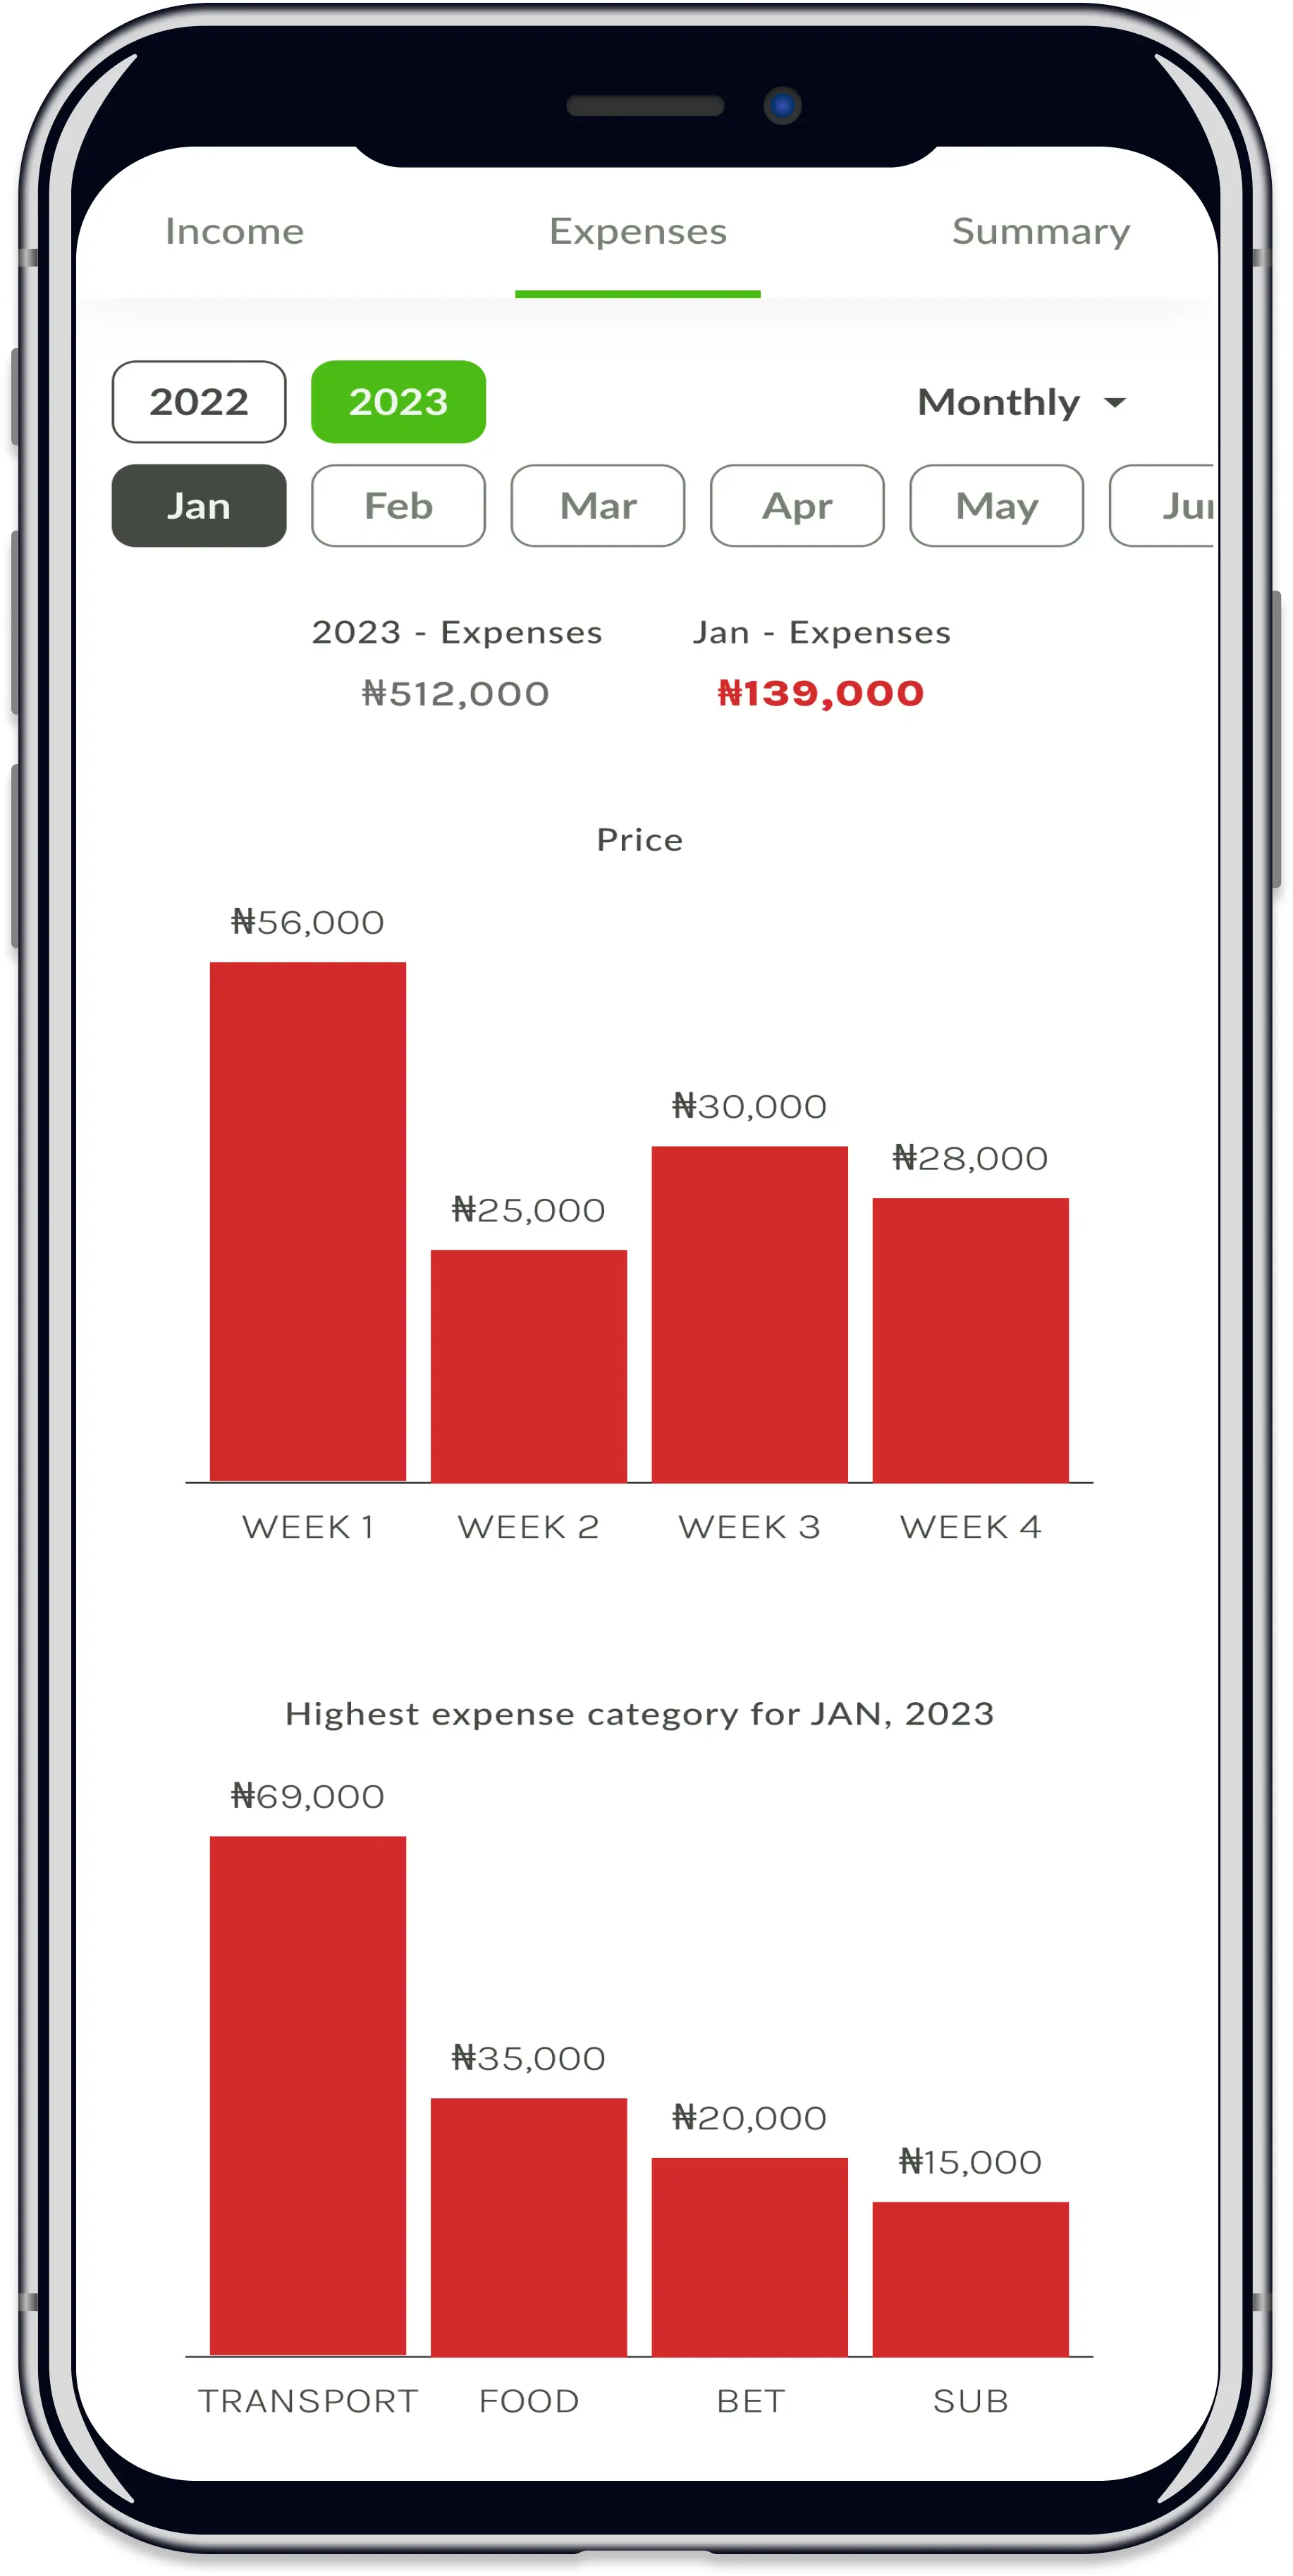 Income Expenses Summary
2022 2023 Monthly
Jan Feb Mar Apr May
2023 - Expenses Jan - Expenses
₦512,000 ₦139,000
Price
₦56,000
₦30,000
₦28,000
₦25,000
WEEK 1 WEEK 2 WEEK 3 WEEK 4
Highest expense category for JAN, 2023
₦69,000
₦35,000
₦20,000
₦15,000
TRANSPORT FOOD BET SUB